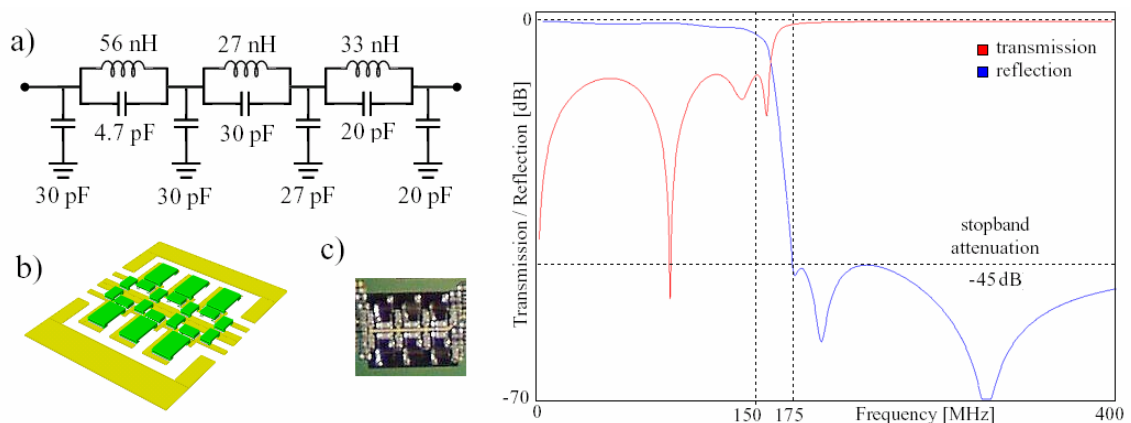 a)
56 nH
27 nH
33 nH
4.7 pF
30 pF
20 pF
30 pF
30 pF
27 pF
20 pF
b)
c)
0
Transmission / Reflection [dB]
-70
transmission
reflection
stopband
attenuation
-45 dB
0
150
175
Frequency [MHz]
400